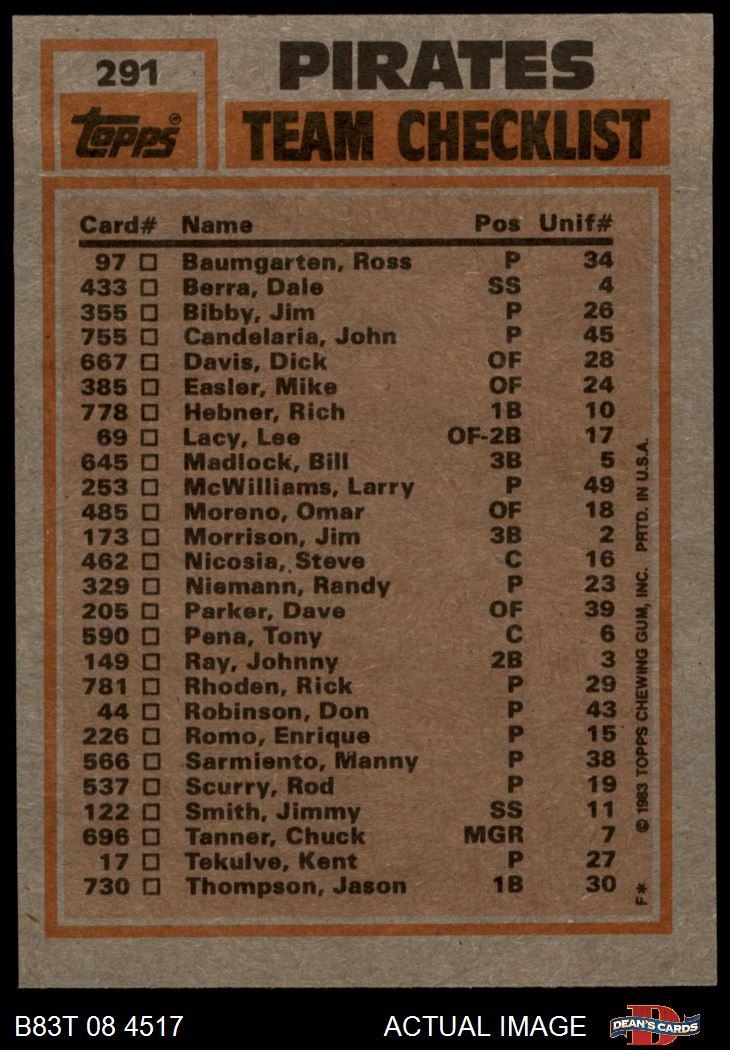 291
Topps®
PIRATES
TEAM CHECKLIST
Card# Name Pos Unif#
97 Baumgarten, Ross P 34
433 Berra, Dale SS 4
355 Bibby, Jim P 26
755 Candelaria, John P 45
667 Davis, Dick OF 28
385 Easler, Mike OF 24
778 Hebner, Rich 1B 10
69 Lacy, Lee OF-2B 17
645 Madlock, Bill 3B 5
253 McWilliams, Larry P 49
485 Moreno, Omar OF 18
173 Morrison, Jim 3B 2
462 Nicosia, Steve C 16
329 Niemann, Randy P 23
205 Parker, Dave OF 39
590 Pena, Tony C 6
149 Ray, Johnny 2B 3
781 Rhoden, Rick P 29
44 Robinson, Don P 43
226 Romo, Enrique P 15
566 Sarmiento, Manny P 38
537 Scurry, Rod P 19
122 Smith, Jimmy SS 11
696 Tanner, Chuck MGR 7
17 Tekulve, Kent P 27
730 Thompson, Jason 1B 30
F* © 1983 TOPPS CHEWING GUM, INC. PRTD. IN U.S.A.
B83T 08 4517 ACTUAL IMAGE
DEAN'S CARDS